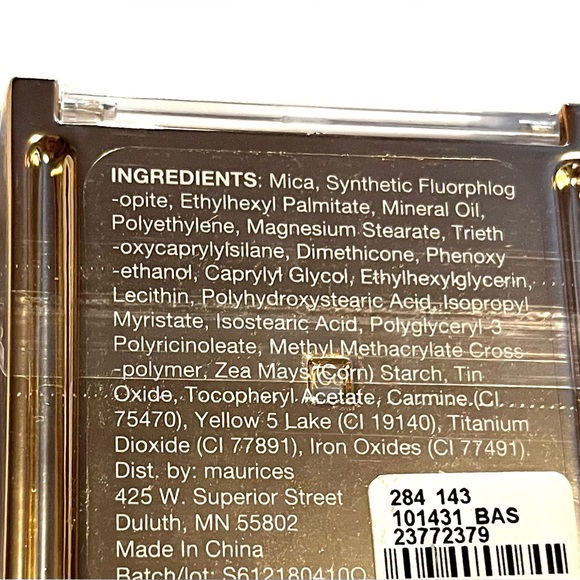 INGREDIENTS: Mica, Synthetic Fluorphlog
-opite, Ethylhexyl Palmitate, Mineral Oil,
Polyethylene, Magnesium Stearate, Trieth
-oxycaprylylsilane, Dimethicone, Phenoxy
-ethanol, Caprylyl Glycol, Ethylhexylglycerin,
Lecithin, Polyhydroxystearic Acid, Isopropyl
Myristate, Isostearic Acid, Polyglyceryl-3
Polyricinoleate, Methyl Methacrylate Cross
-polymer, Zea Mays (Corn) Starch, Tin
Oxide, Tocopheryl Acetate, Carmine (CI
75470), Yellow 5 Lake (CI 19140), Titanium
Dioxide (CI 77891), Iron Oxides (CI 77491).
Dist. by: maurices
425 W. Superior Street
Duluth, MN 55802
Made In China
Batch/lot: S612180410O
284 143
101431 BAS
23772379